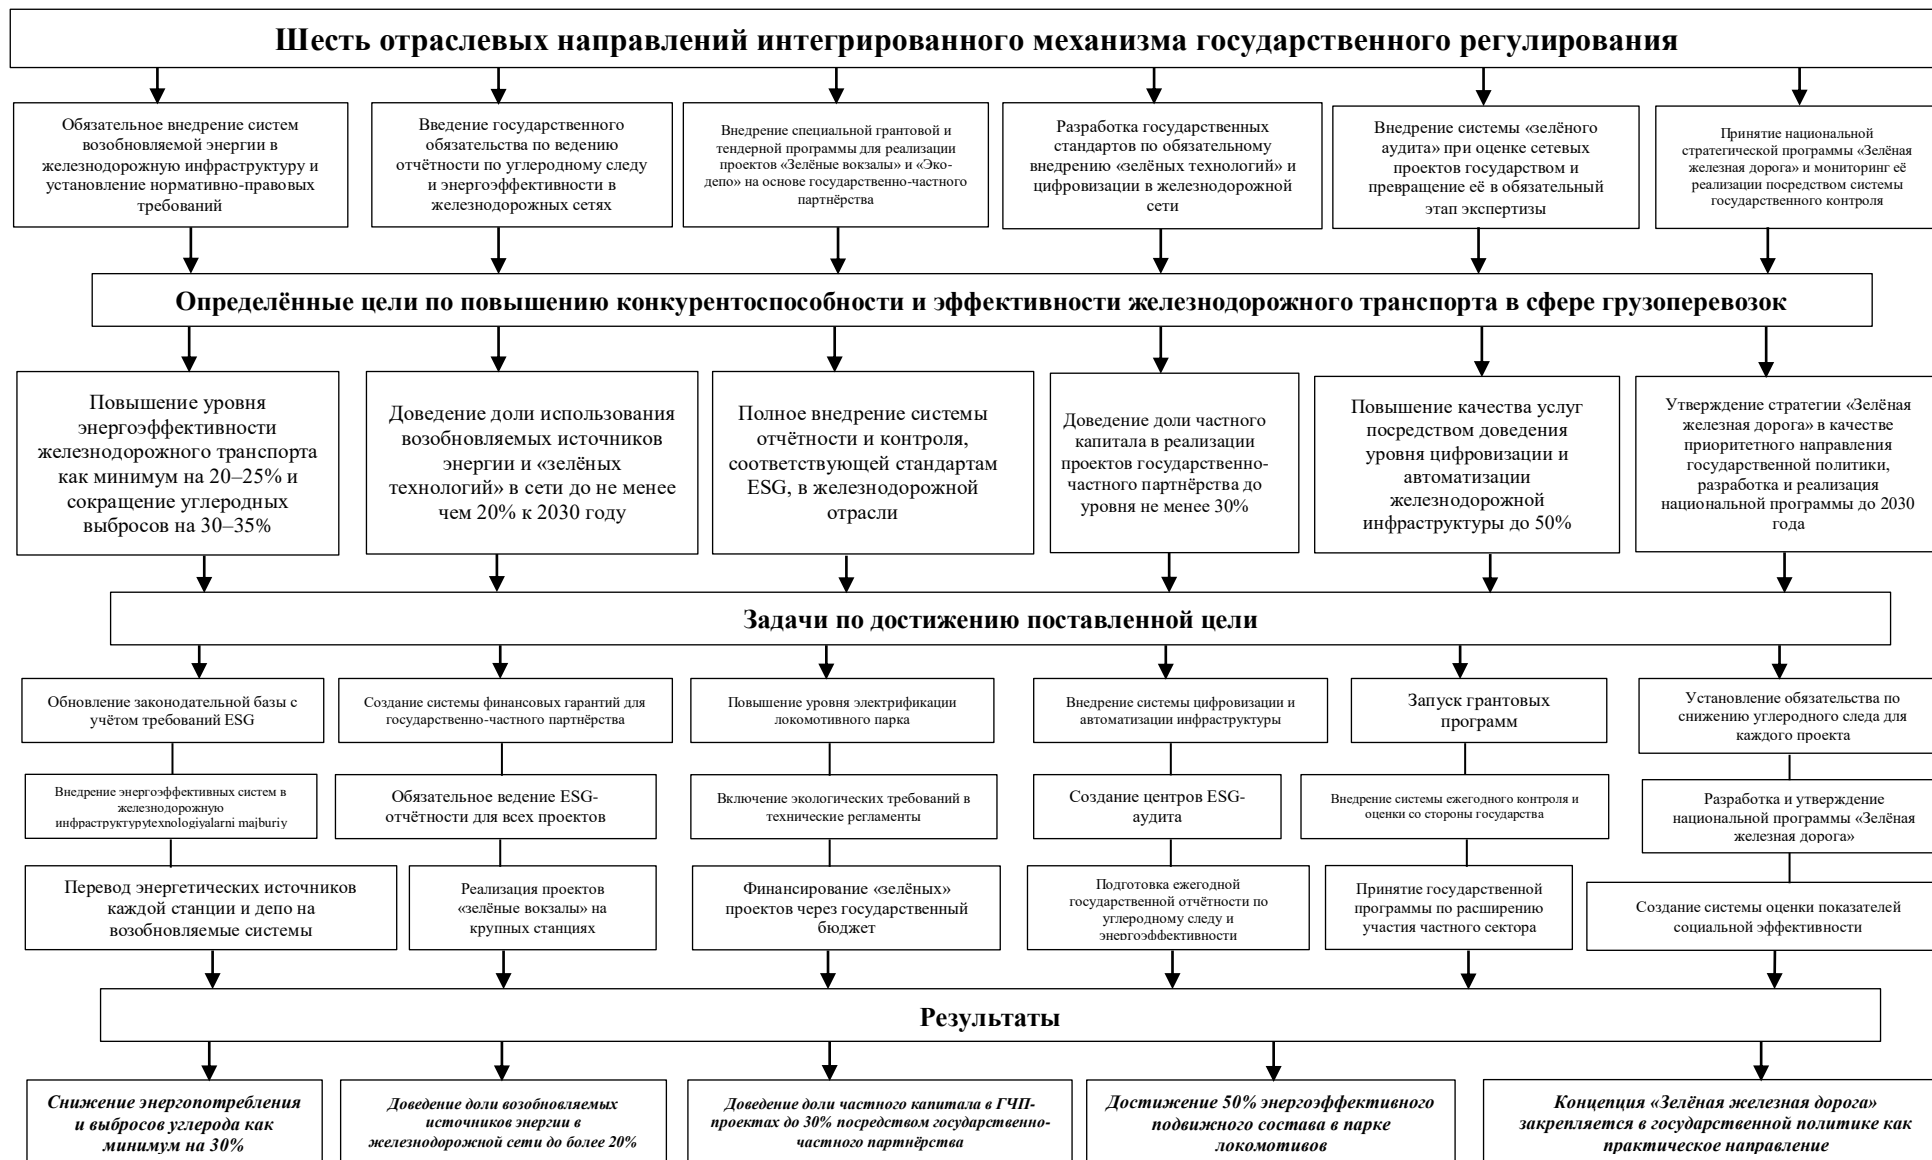 Шесть отраслевых направлений интегрированного механизма государственного регулирования
Обязательное внедрение систем
возобновляемой энергии в
железнодорожную инфраструктуру и
установление нормативно-правовых
требований
Введение государственного
обязательства по ведению
отчётности по углеродному следу
и энергоэффективности в
железнодорожных сетях
Внедрение специальной грантовой и
тендерной программы для реализации
проектов «Зелёные вокзалы» и «Эко-
депо» на основе государственно-частного
партнёрства
Разработка государственных
стандартов по обязательному
внедрению «зелёных технологий» и
цифровизации в железнодорожной
сети
Внедрение системы «зелёного
аудита» при оценке сетевых
проектов государством и
превращение её в обязательный
этап экспертизы
Принятие национальной
стратегической программы «Зелёная
железная дорога» и мониторинг её
реализации посредством системы
государственного контроля
Определённые цели по повышению конкурентоспособности и эффективности железнодорожного транспорта в сфере грузоперевозок
Повышение уровня
энергоэффективности
железнодорожного транспорта
как минимум на 20–25% и
сокращение углеродных
выбросов на 30–35%
Доведение доли использования
возобновляемых источников
энергии и «зелёных
технологий» в сети до не менее
чем 20% к 2030 году
Полное внедрение системы
отчётности и контроля,
соответствующей стандартам
ESG, в железнодорожной
отрасли
Доведение доли частного
капитала в реализации
проектов государственно-
частного партнёрства до
уровня не менее 30%
Повышение качества услуг
посредством доведения
уровня цифровизации и
автоматизации
железнодорожной
инфраструктуры до 50%
Утверждение стратегии «Зелёная
железная дорога» в качестве
приоритетного направления
государственной политики,
разработка и реализация
национальной программы до 2030
года
Задачи по достижению поставленной цели
Обновление законодательной базы с
учётом требований ESG
Создание системы финансовых гарантий для
государственно-частного партнёрства
Повышение уровня электрификации
локомотивного парка
Внедрение системы цифровизации и
автоматизации инфраструктуры
Запуск грантовых
программ
Установление обязательства по
снижению углеродного следа для
каждого проекта
Внедрение энергоэффективных систем в
железнодорожную
инфраструктуруtexnologiyalarni majburiy
Обязательное ведение ESG-
отчётности для всех проектов
Включение экологических требований в
технические регламенты
Создание центров ESG-
аудита
Внедрение системы ежегодного контроля и
оценки со стороны государства
Разработка и утверждение
национальной программы «Зелёная
железная дорога»
Перевод энергетических источников
каждой станции и депо на
возобновляемые системы
Реализация проектов
«зелёные вокзалы» на
крупных станциях
Финансирование «зелёных»
проектов через государственный
бюджет
Подготовка ежегодной
государственной отчётности по
углеродному следу и
энергоэффективности
Принятие государственной
программы по расширению
участия частного сектора
Создание системы оценки показателей
социальной эффективности
Результаты
Снижение энергопотребления
и выбросов углерода как
минимум на 30%
Доведение доли возобновляемых
источников энергии в
железнодорожной сети до более 20%
Доведение доли частного капитала в ГЧП-
проектах до 30% посредством государственно-
частного партнёрства
Достижение 50% энергоэффективного
подвижного состава в парке
локомотивов
Концепция «Зелёная железная дорога»
закрепляется в государственной политике как
практическое направление